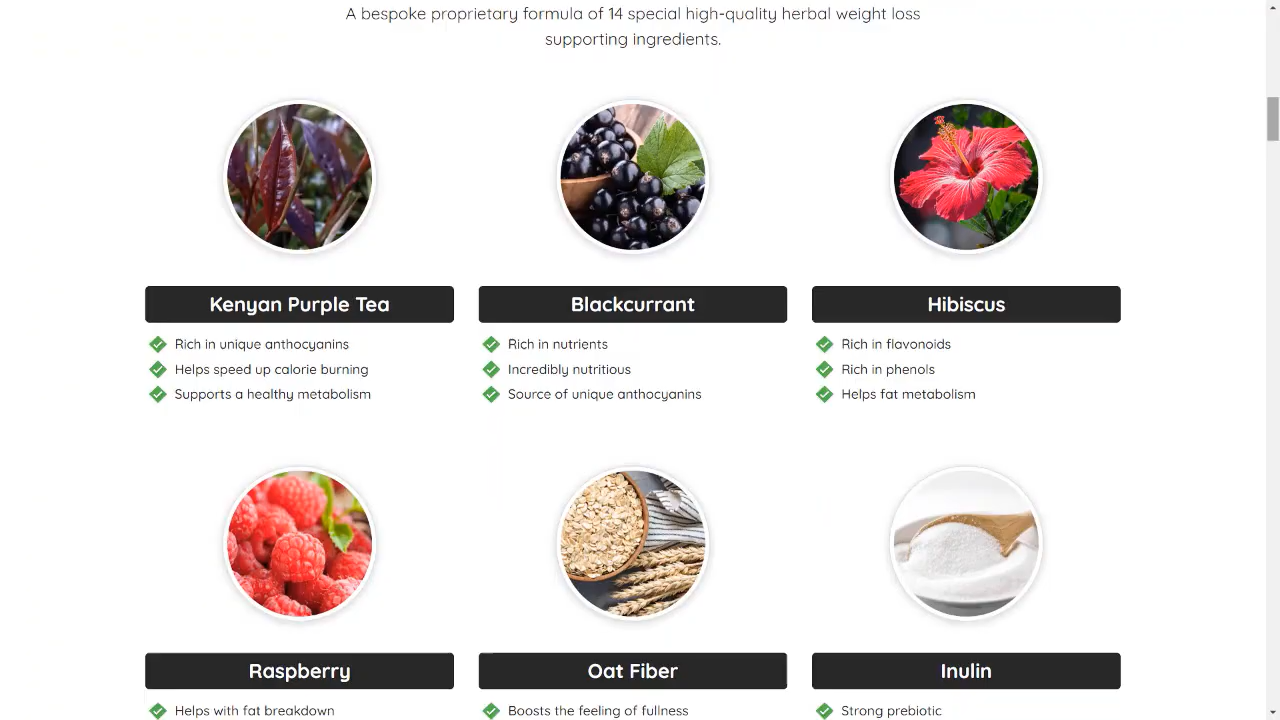 A bespoke proprietary formula of 14 special high-quality herbal weight loss
supporting ingredients.
Kenyan Purple Tea
Rich in unique anthocyanins
Helps speed up calorie burning
Supports a healthy metabolism
Blackcurrant
Rich in nutrients
Incredibly nutritious
Source of unique anthocyanins
Hibiscus
Rich in flavonoids
Rich in phenols
Helps fat metabolism
Raspberry
Helps with fat breakdown
Oat Fiber
Boosts the feeling of fullness
Inulin
Strong prebiotic